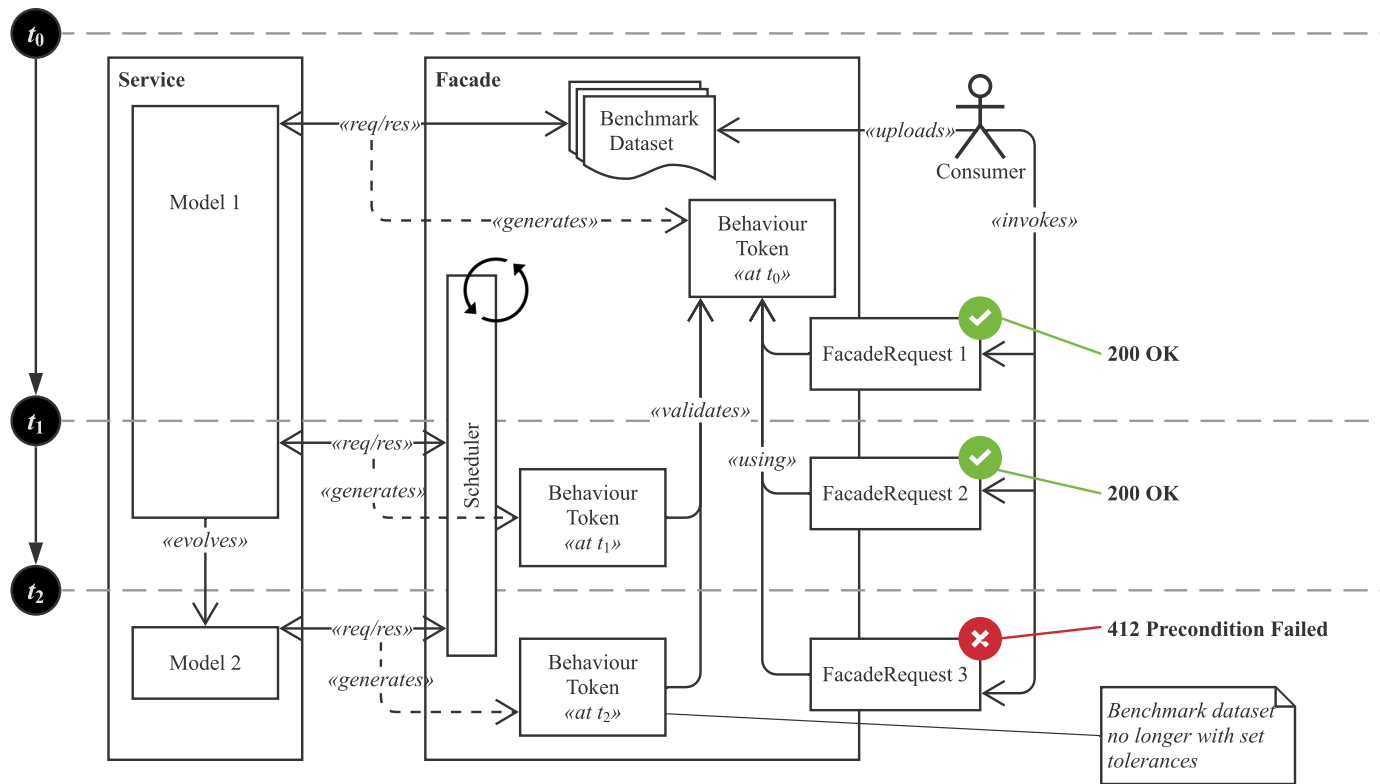 t0
Service
Facade
«req/res»
Benchmark
Dataset
«uploads»
Consumer
Model 1
«generates»
Behaviour
Token
«at t0»
«invokes»
FacadeRequest 1
200 OK
«validates»
t1
«req/res»
Scheduler
«using»
«generates»
Behaviour
Token
«at t1»
FacadeRequest 2
200 OK
«evolves»
t2
«req/res»
Model 2
«generates»
Behaviour
Token
«at t2»
FacadeRequest 3
412 Precondition Failed
Benchmark dataset
no longer with set
tolerances